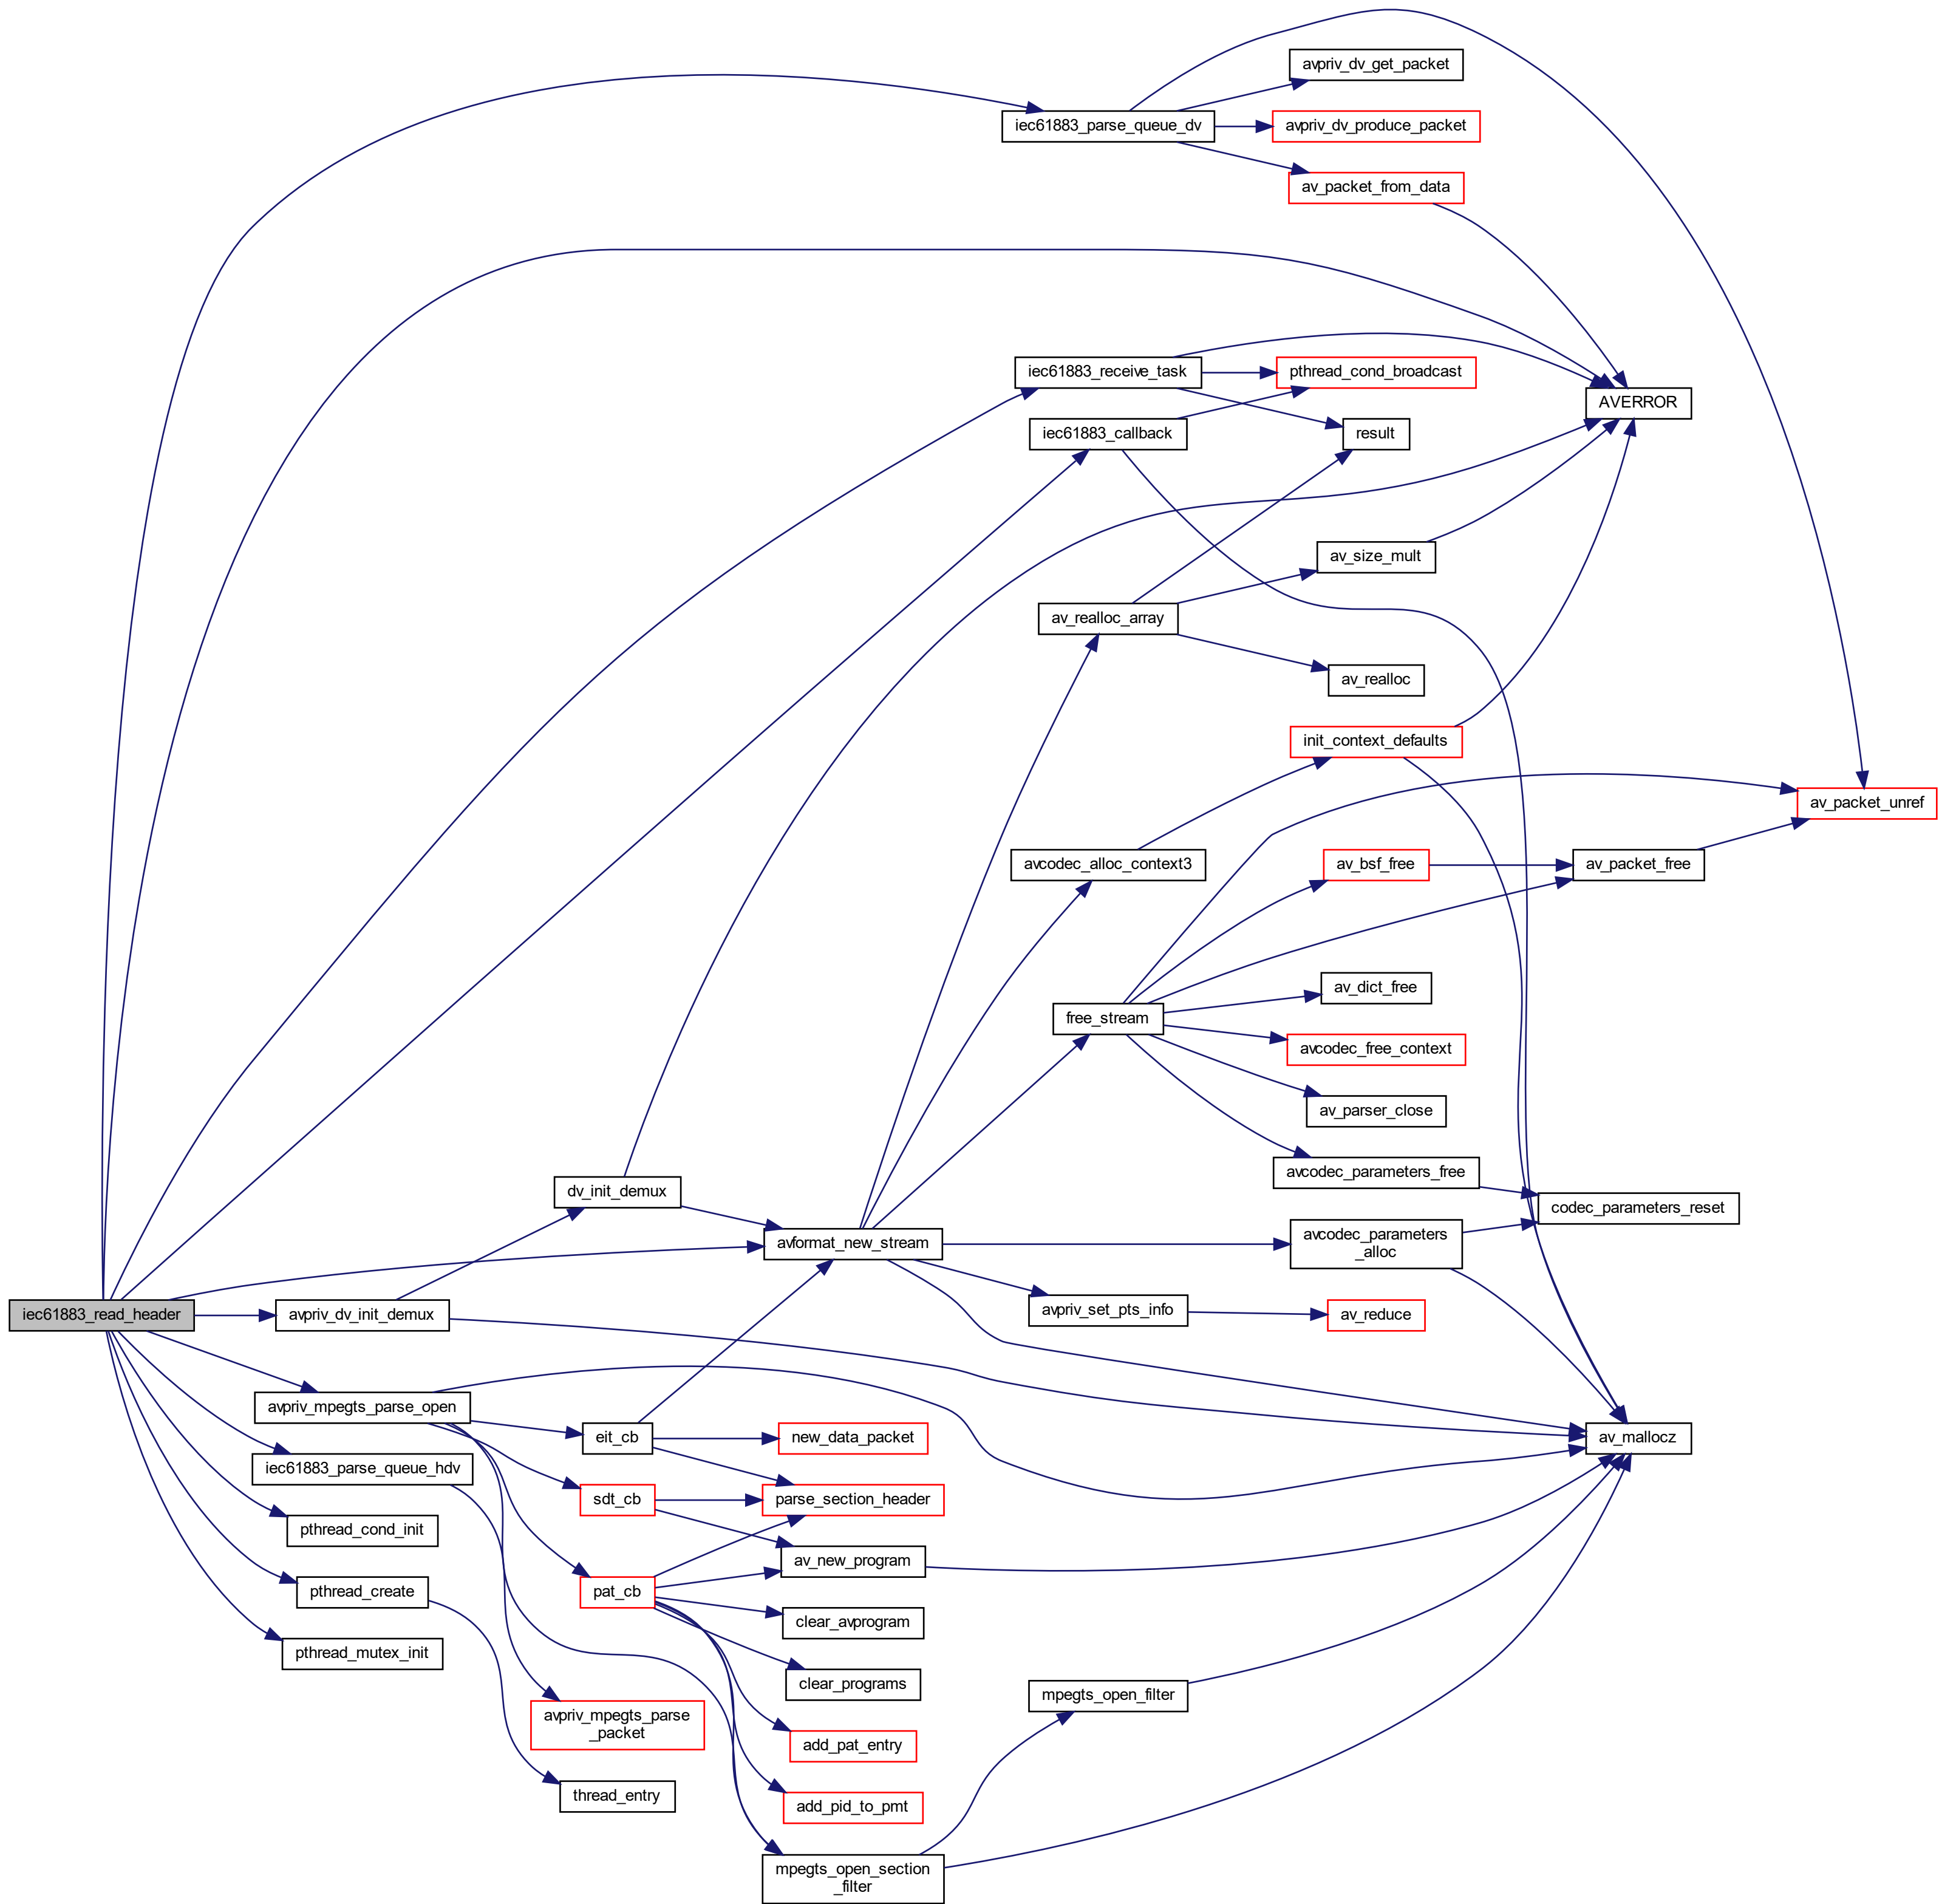 avpriv_dv_get_packet
iec61883_parse_queue_dv
avpriv_dv_produce_packet
av_packet_from_data
iec61883_receive_task
pthread_cond_broadcast
AVERROR
iec61883_callback
result
av_size_mult
av_realloc_array
av_realloc
init_context_defaults
av_packet_unref
avcodec_alloc_context3
av_bsf_free
av_packet_free
av_dict_free
free_stream
avcodec_free_context
av_parser_close
avcodec_parameters_free
dv_init_demux
codec_parameters_reset
avformat_new_stream
avcodec_parameters
_alloc
iec61883_read_header
avpriv_dv_init_demux
avpriv_set_pts_info
av_reduce
avpriv_mpegts_parse_open
eit_cb
new_data_packet
av_mallocz
iec61883_parse_queue_hdv
sdt_cb
parse_section_header
pthread_cond_init
av_new_program
pthread_create
pat_cb
clear_avprogram
pthread_mutex_init
clear_programs
mpegts_open_filter
avpriv_mpegts_parse
_packet
add_pat_entry
thread_entry
add_pid_to_pmt
mpegts_open_section
_filter